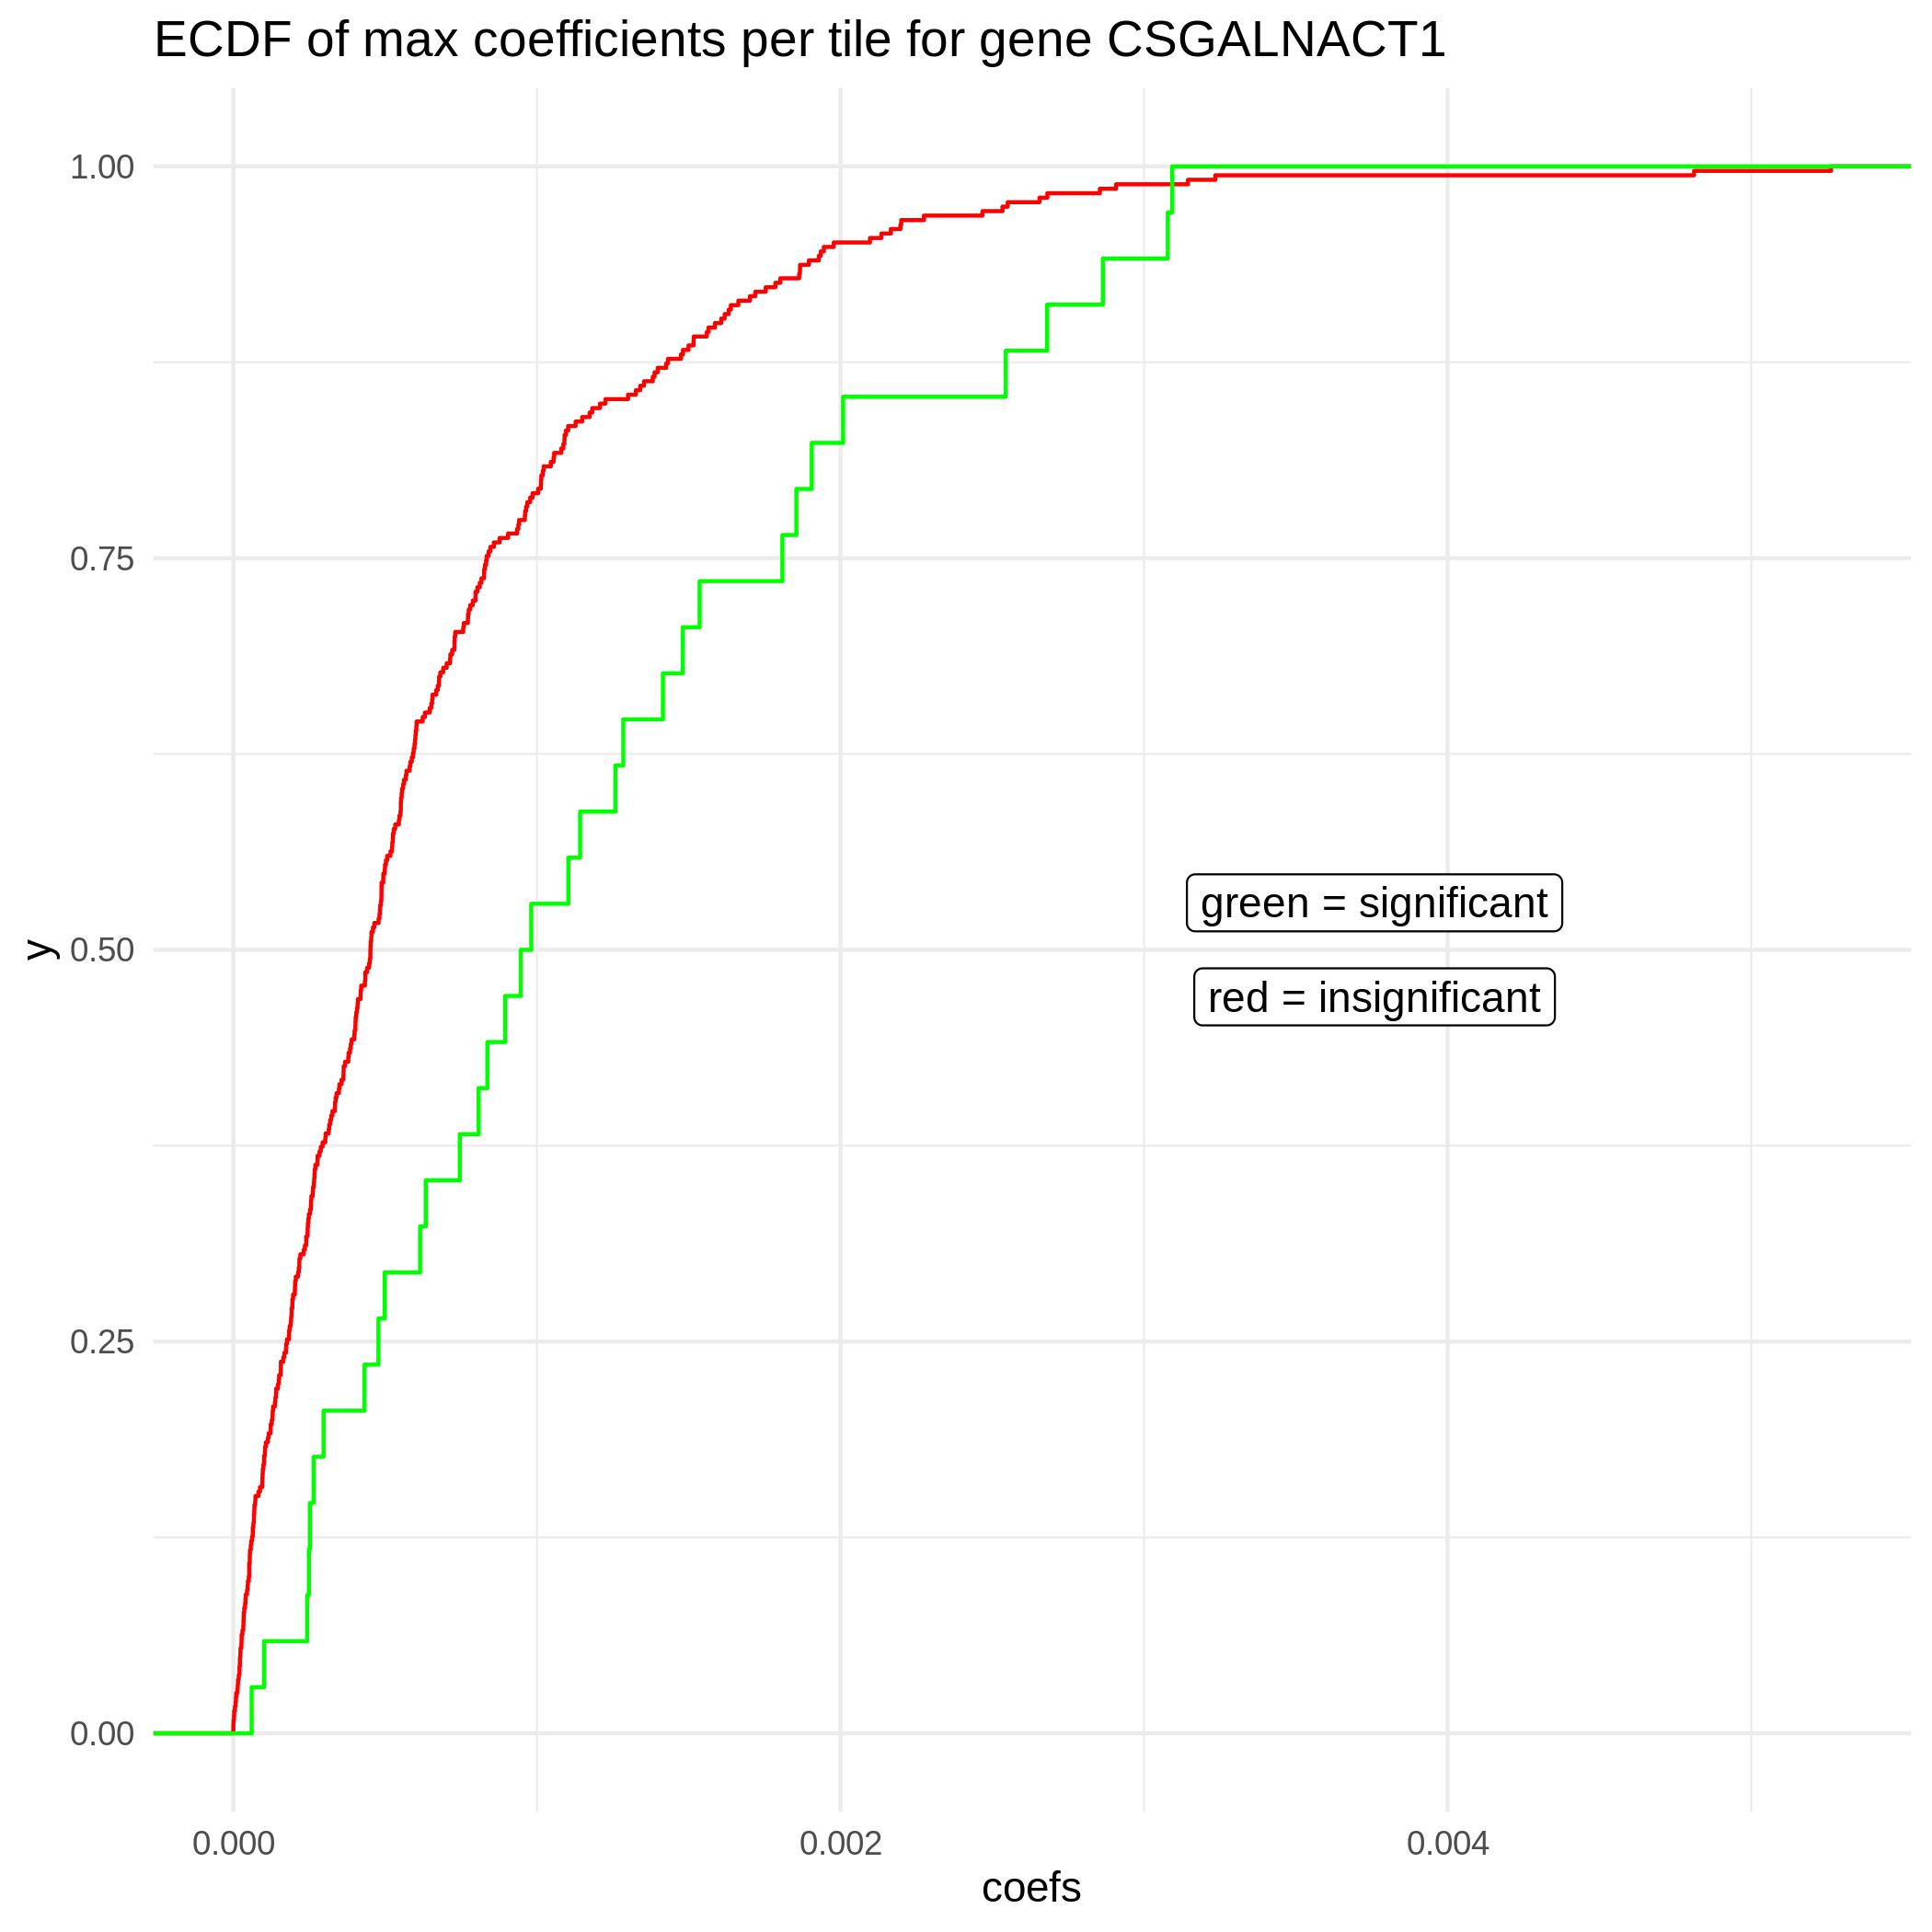 ECDF of max coefficients per tile for gene CSGALNACT1
1.00
0.75
0.50
0.25
0.00
y
green = significant
red = insignificant
0.000
0.002
0.004
coefs